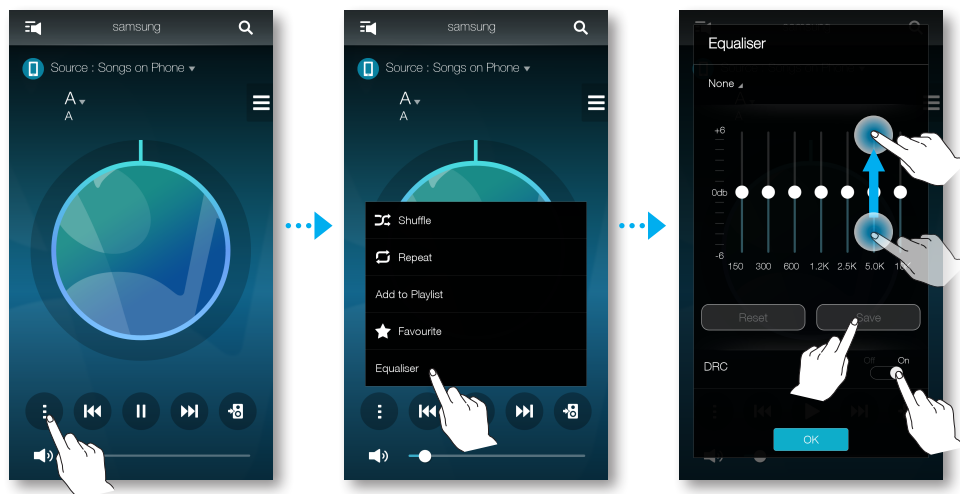 samsung
Source : Songs on Phone
A
A
samsung
Source : Songs on Phone
A
A
Shuffle
Repeat
Add to Playlist
Favourite
Equaliser
Equaliser
None
+6
0db
-6
150 300 600 1.2K 2.5K 5.0K
Reset Save
DRC Off On
OK